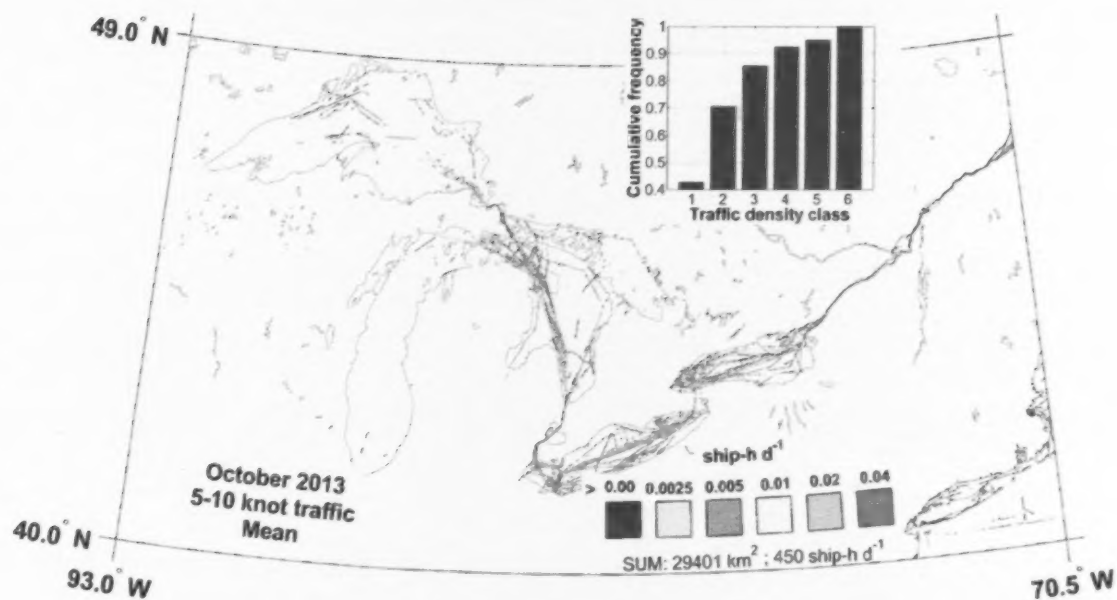 49.0° N
1
0.9
0.8
0.7
0.6
0.5
0.4
Cumulative frequency
1 2 3 4 5 6
Traffic density class
October 2013
5-10 knot traffic
Mean
ship-h d⁻¹
> 0.00 0.0025 0.005 0.01 0.02 0.04
SUM: 29401 km² ; 450 ship-h d⁻¹
40.0° N
93.0° W
70.5° W